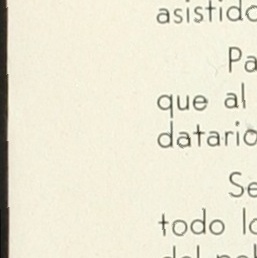 asistido
Pa
que al
datario
Se
todo lo